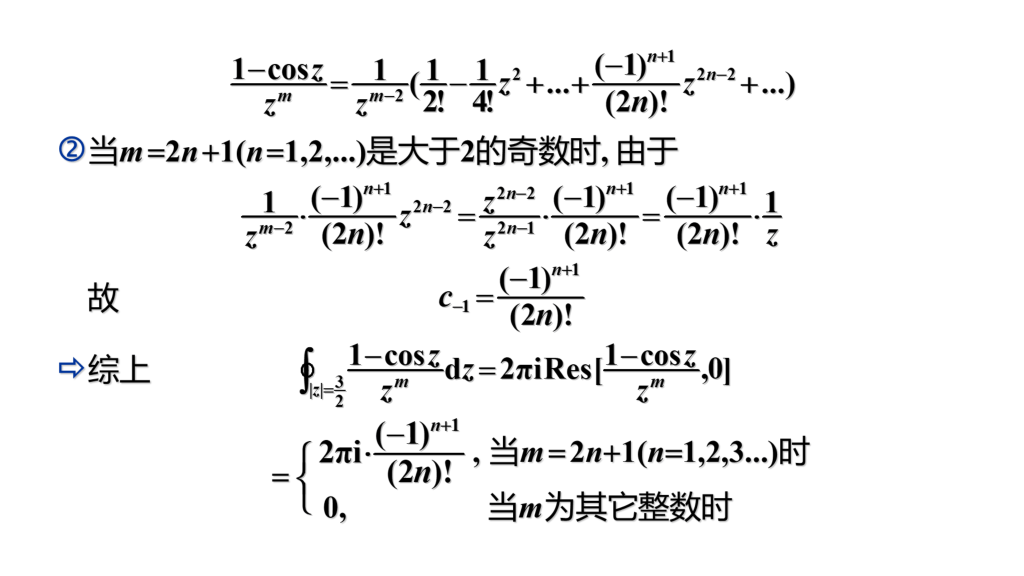 (1−cos z)/z^m = 1/z^(m−2) (1/2! − 1/4! z² + ... + (−1)^(n+1)/(2n)! z^(2n−2) + ...)
②当m=2n+1(n=1,2,...)是大于2的奇数时, 由于
1/z^(m−2) · (−1)^(n+1)/(2n)! z^(2n−2) = z^(2n−2)/z^(2n−1) · (−1)^(n+1)/(2n)! = (−1)^(n+1)/(2n)! · 1/z
故 c₋₁ = (−1)^(n+1)/(2n)!
⇨综上 ∮_(|z|=3/2) (1−cos z)/z^m dz = 2πi Res[(1−cos z)/z^m ,0]
= { 2πi· (−1)^(n+1)/(2n)! , 当m=2n+1(n=1,2,3...)时
0, 当m为其它整数时